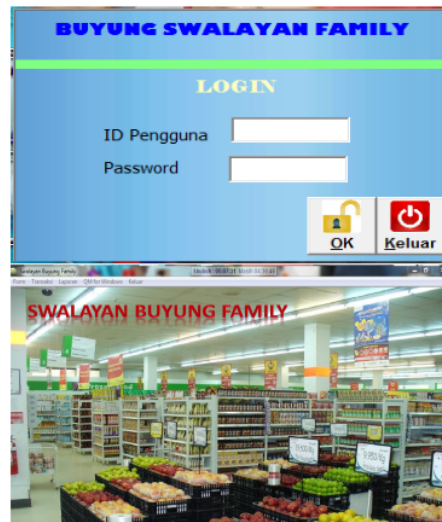 BUYUNG SWALAYAN FAMILY
LOGIN
ID Pengguna
Password
OK
Keluar
Swalayan Buyung Family
Form Transaksi Laporan QM for Windows Keluar
SWALAYAN BUYUNG FAMILY